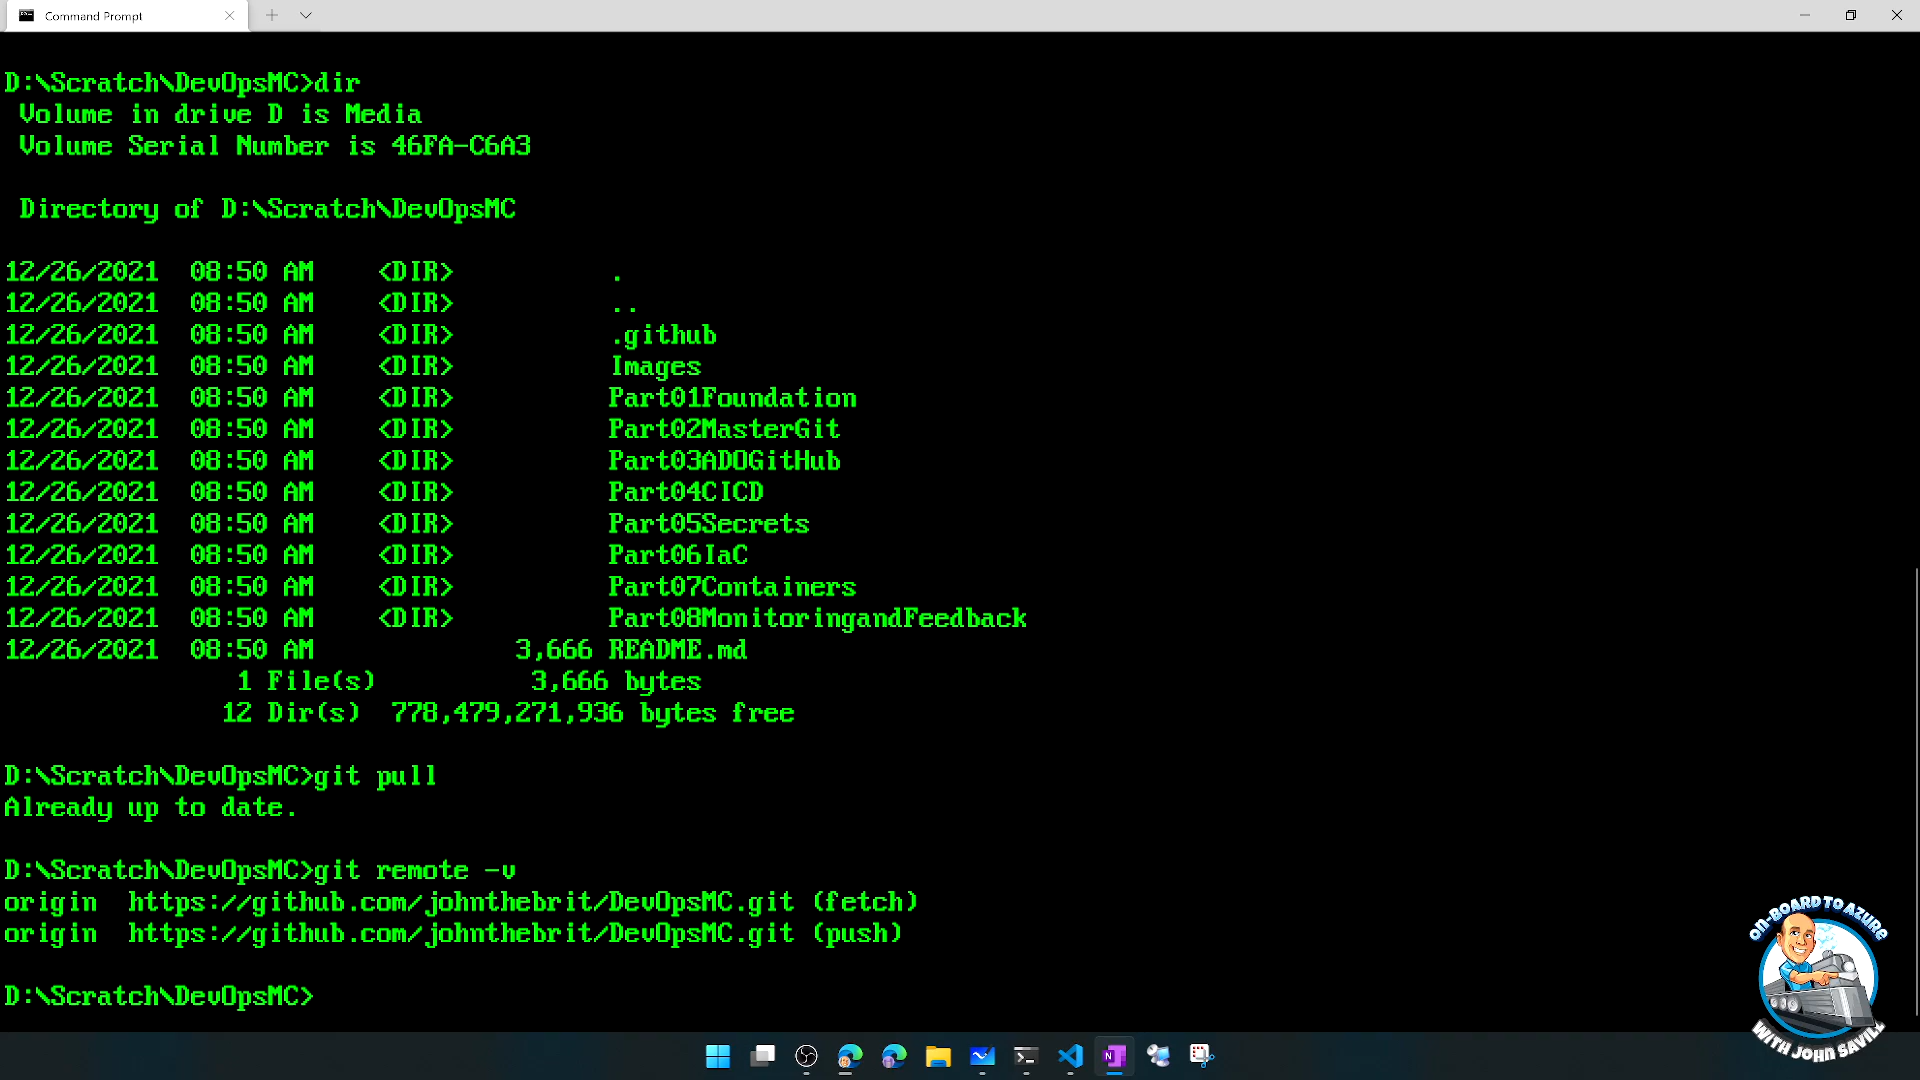 Command Prompt
D:\Scratch\DevOpsMC>dir
Volume in drive D is Media
Volume Serial Number is 46FA-C6A3
Directory of D:\Scratch\DevOpsMC
12/26/2021 08:50 AM <DIR> .
12/26/2021 08:50 AM <DIR> ..
12/26/2021 08:50 AM <DIR> .github
12/26/2021 08:50 AM <DIR> Images
12/26/2021 08:50 AM <DIR> Part01Foundation
12/26/2021 08:50 AM <DIR> Part02MasterGit
12/26/2021 08:50 AM <DIR> Part03ADOGitHub
12/26/2021 08:50 AM <DIR> Part04CICD
12/26/2021 08:50 AM <DIR> Part05Secrets
12/26/2021 08:50 AM <DIR> Part06IaC
12/26/2021 08:50 AM <DIR> Part07Containers
12/26/2021 08:50 AM <DIR> Part08MonitoringandFeedback
12/26/2021 08:50 AM 3,666 README.md
1 File(s) 3,666 bytes
12 Dir(s) 778,479,271,936 bytes free
D:\Scratch\DevOpsMC>git pull
Already up to date.
D:\Scratch\DevOpsMC>git remote -v
origin https://github.com/johnthebrit/DevOpsMC.git (fetch)
origin https://github.com/johnthebrit/DevOpsMC.git (push)
D:\Scratch\DevOpsMC>
ON-BOARD TO AZURE
WITH JOHN SAVILL